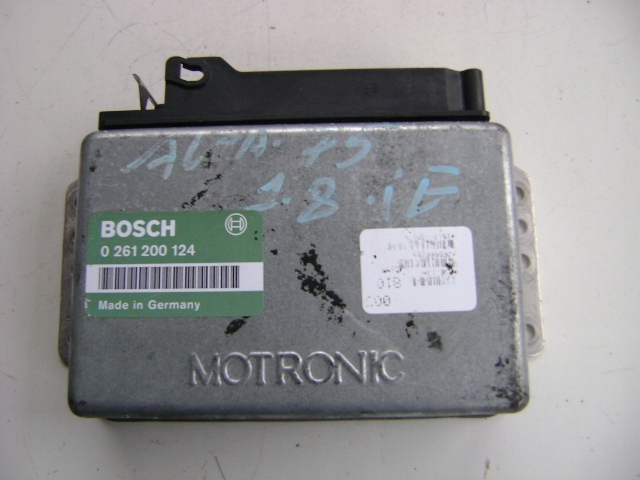 ALFA 75
1.8 .iE
BOSCH
0 261 200 124
Made in Germany
MOTRONIC